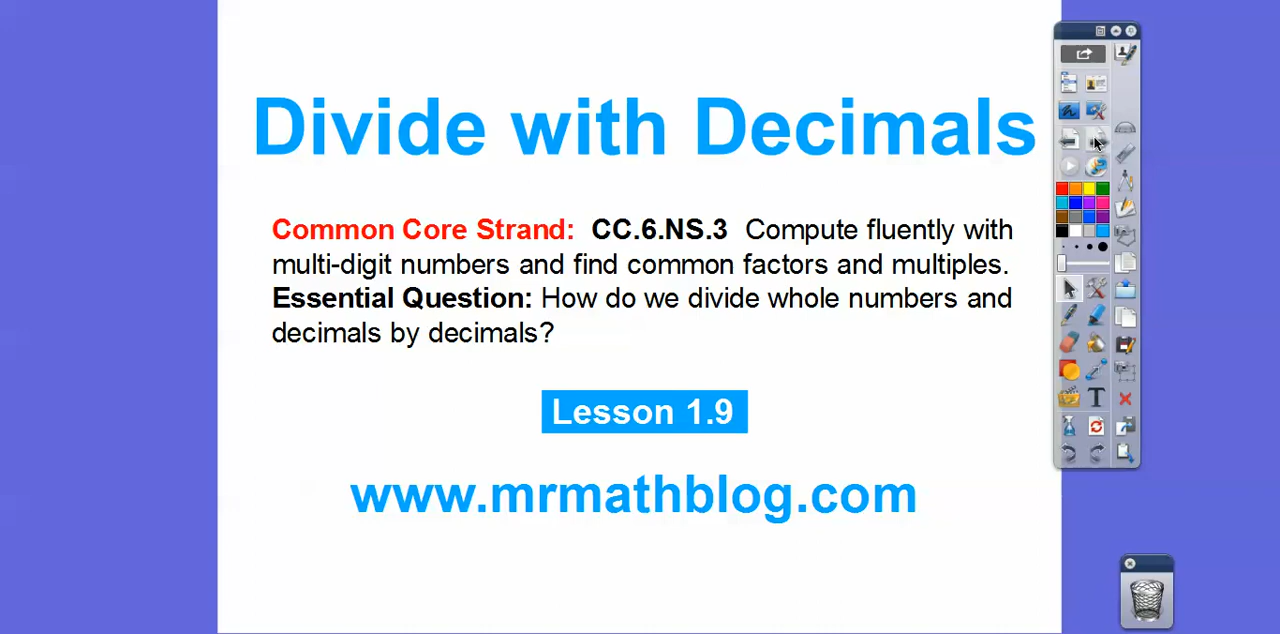 Divide with Decimals
Common Core Strand: CC.6.NS.3 Compute fluently with
multi-digit numbers and find common factors and multiples.
Essential Question: How do we divide whole numbers and
decimals by decimals?
Lesson 1.9
www.mrmathblog.com
T